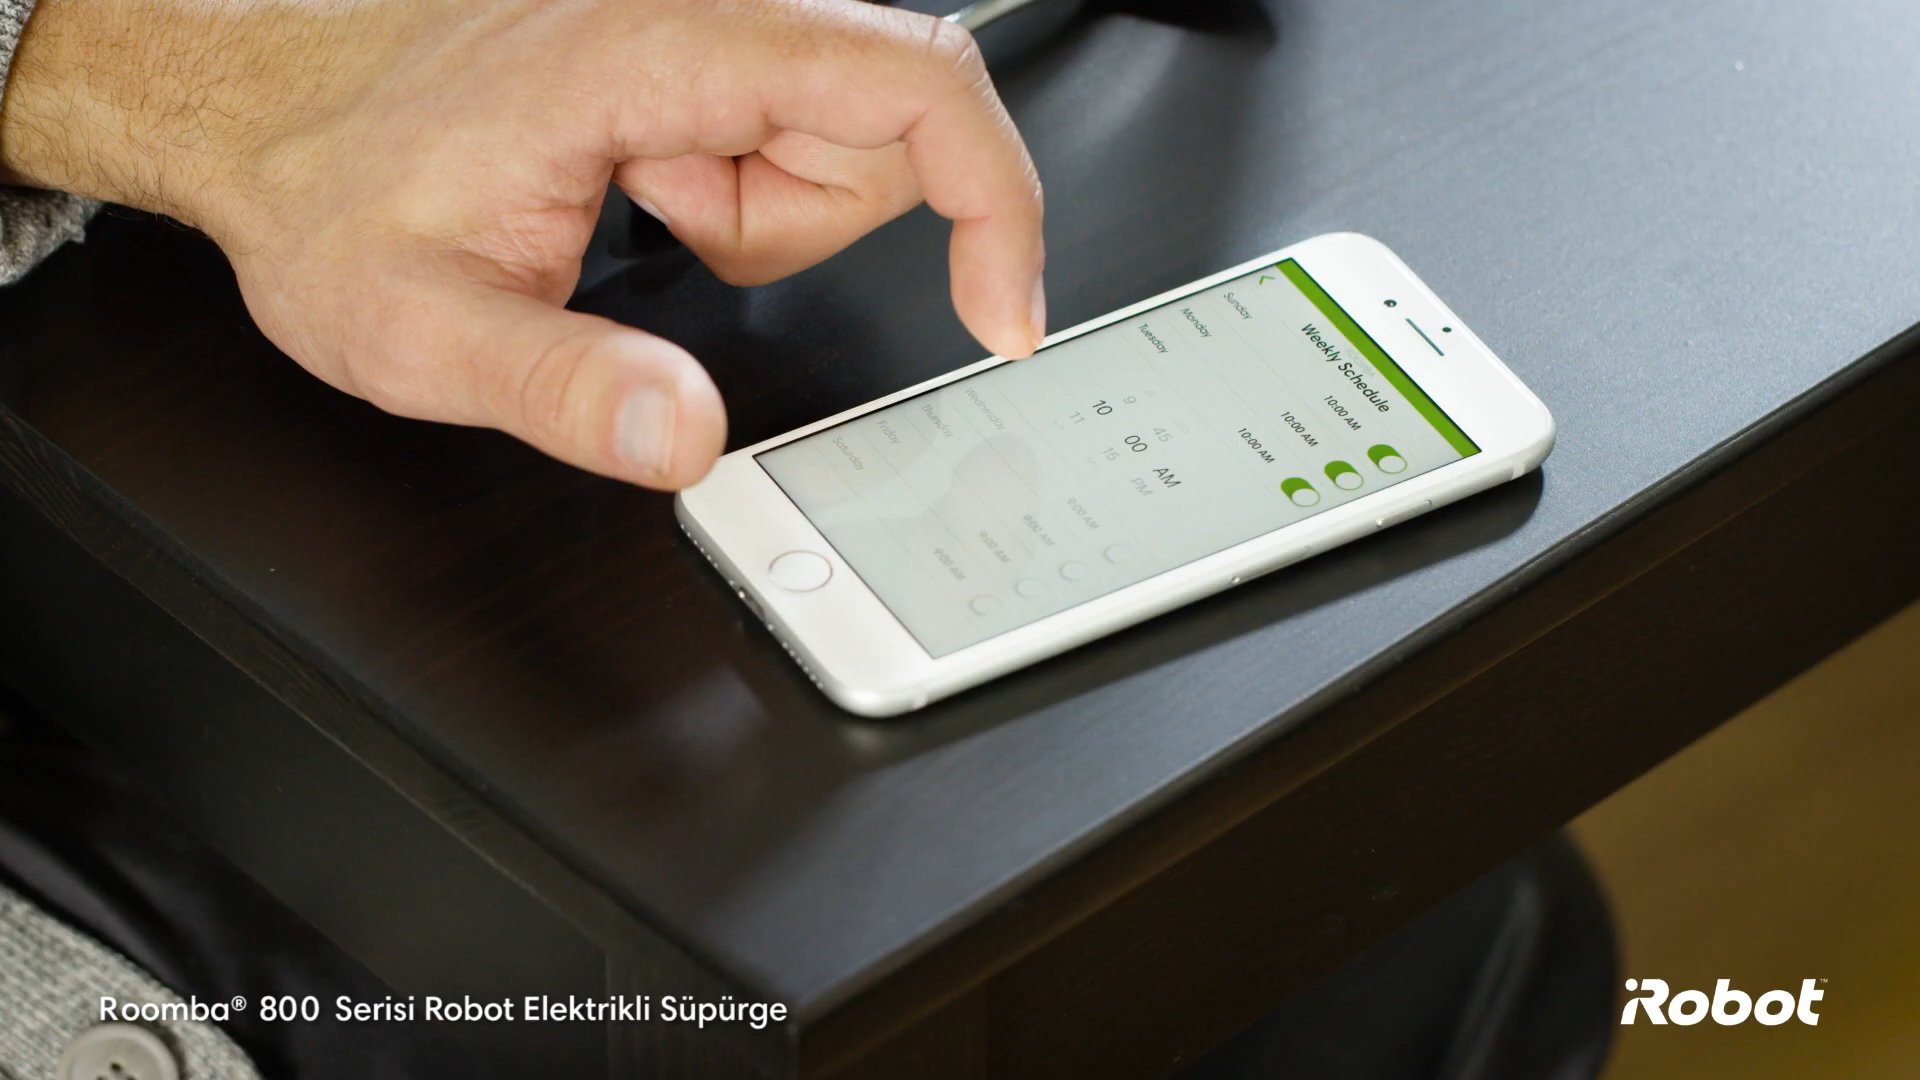 Weekly Schedule
Sunday 10:00 AM
Monday 10:00 AM
Tuesday 10:00 AM
9 45
10 00 AM
11 15 PM
Wednesday 9:00 AM
Thursday 9:00 AM
Friday 9:00 AM
Saturday 9:00 AM
Roomba® 800 Serisi Robot Elektrikli Süpürge
iRobot™